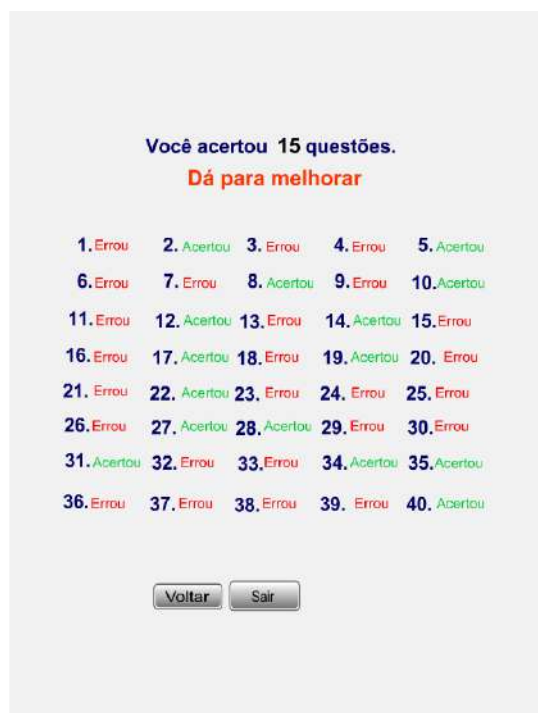 Você acertou 15 questões.
Dá para melhorar
1. Errou 2. Acertou 3. Errou 4. Errou 5. Acertou
6. Errou 7. Errou 8. Acertou 9. Errou 10. Acertou
11. Errou 12. Acertou 13. Errou 14. Acertou 15. Errou
16. Errou 17. Acertou 18. Errou 19. Acertou 20. Errou
21. Errou 22. Acertou 23. Errou 24. Errou 25. Errou
26. Errou 27. Acertou 28. Acertou 29. Errou 30. Errou
31. Acertou 32. Errou 33. Errou 34. Acertou 35. Acertou
36. Errou 37. Errou 38. Errou 39. Errou 40. Acertou
Voltar Sair